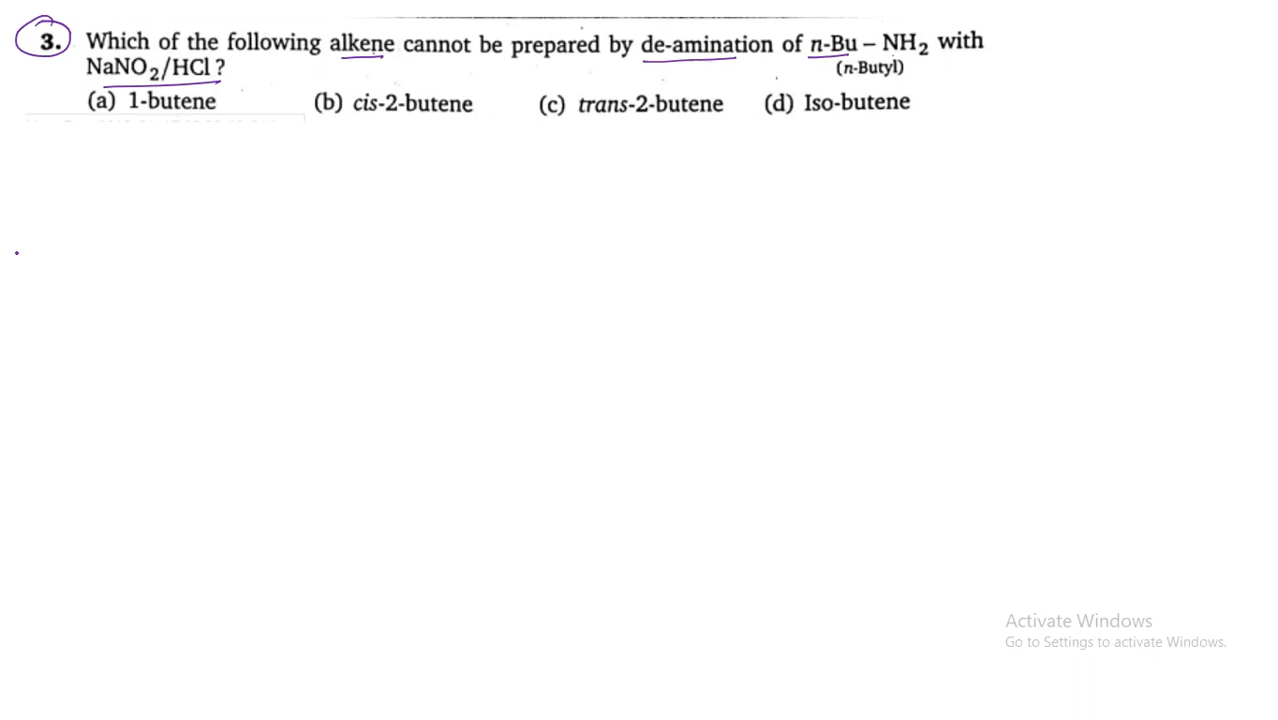 3. Which of the following alkene cannot be prepared by de-amination of n-Bu – NH₂ with
(n-Butyl)
NaNO₂/HCl ?
(a) 1-butene (b) cis-2-butene (c) trans-2-butene (d) Iso-butene
Activate Windows
Go to Settings to activate Windows.